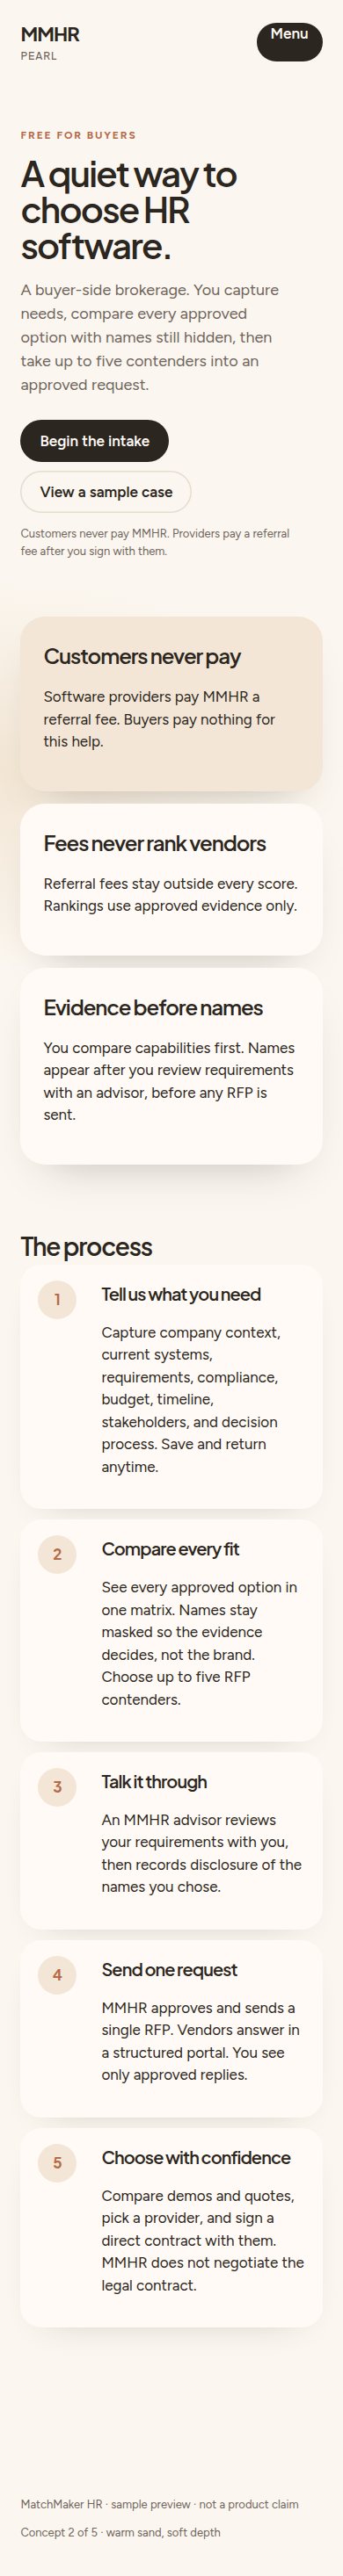 MMHR
PEARL
Menu
FREE FOR BUYERS
A quiet way to
choose HR
software.
A buyer-side brokerage. You capture
needs, compare every approved
option with names still hidden, then
take up to five contenders into an
approved request.
Begin the intake
View a sample case
Customers never pay MMHR. Providers pay a referral
fee after you sign with them.
Customers never pay
Software providers pay MMHR a
referral fee. Buyers pay nothing for
this help.
Fees never rank vendors
Referral fees stay outside every score.
Rankings use approved evidence only.
Evidence before names
You compare capabilities first. Names
appear after you review requirements
with an advisor, before any RFP is
sent.
The process
1
Tell us what you need
Capture company context,
current systems,
requirements, compliance,
budget, timeline,
stakeholders, and decision
process. Save and return
anytime.
2
Compare every fit
See every approved option in
one matrix. Names stay
masked so the evidence
decides, not the brand.
Choose up to five RFP
contenders.
3
Talk it through
An MMHR advisor reviews
your requirements with you,
then records disclosure of the
names you chose.
4
Send one request
MMHR approves and sends a
single RFP. Vendors answer in
a structured portal. You see
only approved replies.
5
Choose with confidence
Compare demos and quotes,
pick a provider, and sign a
direct contract with them.
MMHR does not negotiate the
legal contract.
MatchMaker HR · sample preview · not a product claim
Concept 2 of 5 · warm sand, soft depth